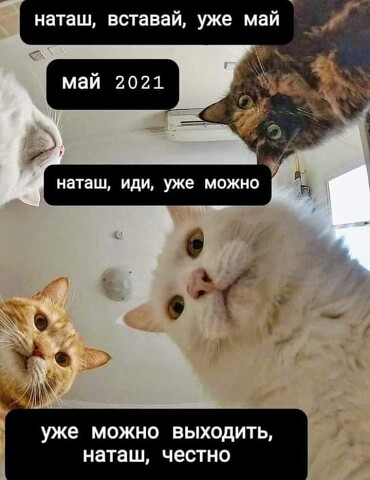 наташ, вставай, уже май
май 2021
наташ, иди, уже можно
уже можно выходить,
наташ, честно